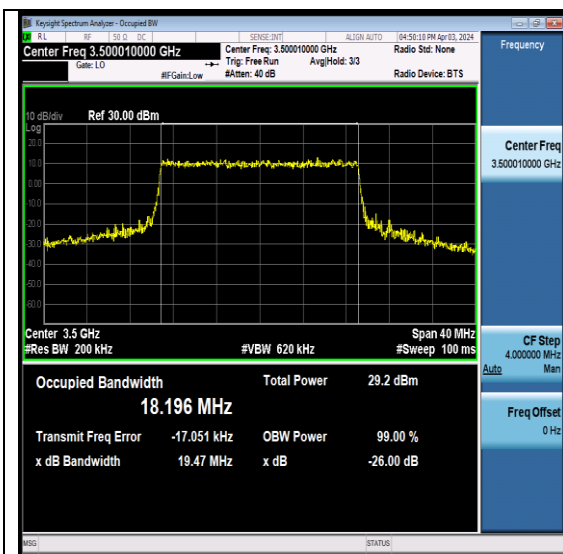 Keysight Spectrum Analyzer - Occupied BW
RL RF 50 Ω DC SENSE:INT ALIGN AUTO 04:50:18 PM Apr 03, 2024
Center Freq 3.500010000 GHz Center Freq: 3.500010000 GHz Radio Std: None
Gate: LO Trig: Free Run Avg|Hold: 3/3
#IFGain:Low #Atten: 40 dB Radio Device: BTS
Frequency
10 dB/div Ref 30.00 dBm
Log
20.0
10.0
0.00
-10.0
-20.0
-30.0
-40.0
-50.0
-60.0
Center Freq
3.500010000 GHz
Center 3.5 GHz Span 40 MHz
#Res BW 200 kHz #VBW 620 kHz #Sweep 100 ms
CF Step
4.000000 MHz
Auto Man
Occupied Bandwidth Total Power 29.2 dBm
18.196 MHz
Transmit Freq Error -17.051 kHz OBW Power 99.00 %
x dB Bandwidth 19.47 MHz x dB -26.00 dB
Freq Offset
0 Hz
MSG STATUS